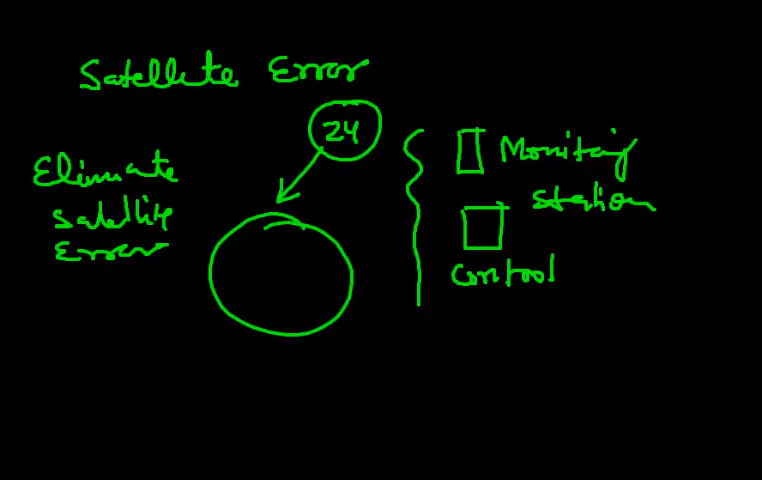 Satellite Error
24
Eliminate
Satellite
Error
Monitoring
Station
Control